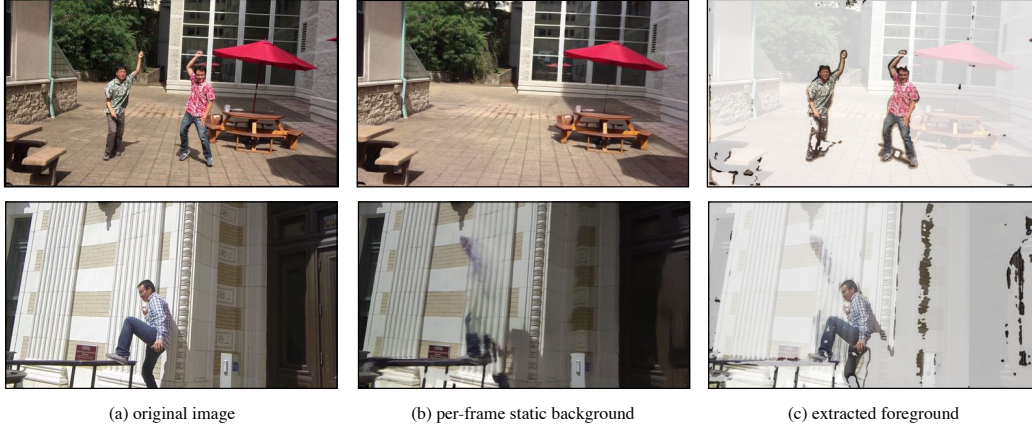 (a) original image
(b) per-frame static background
(c) extracted foreground